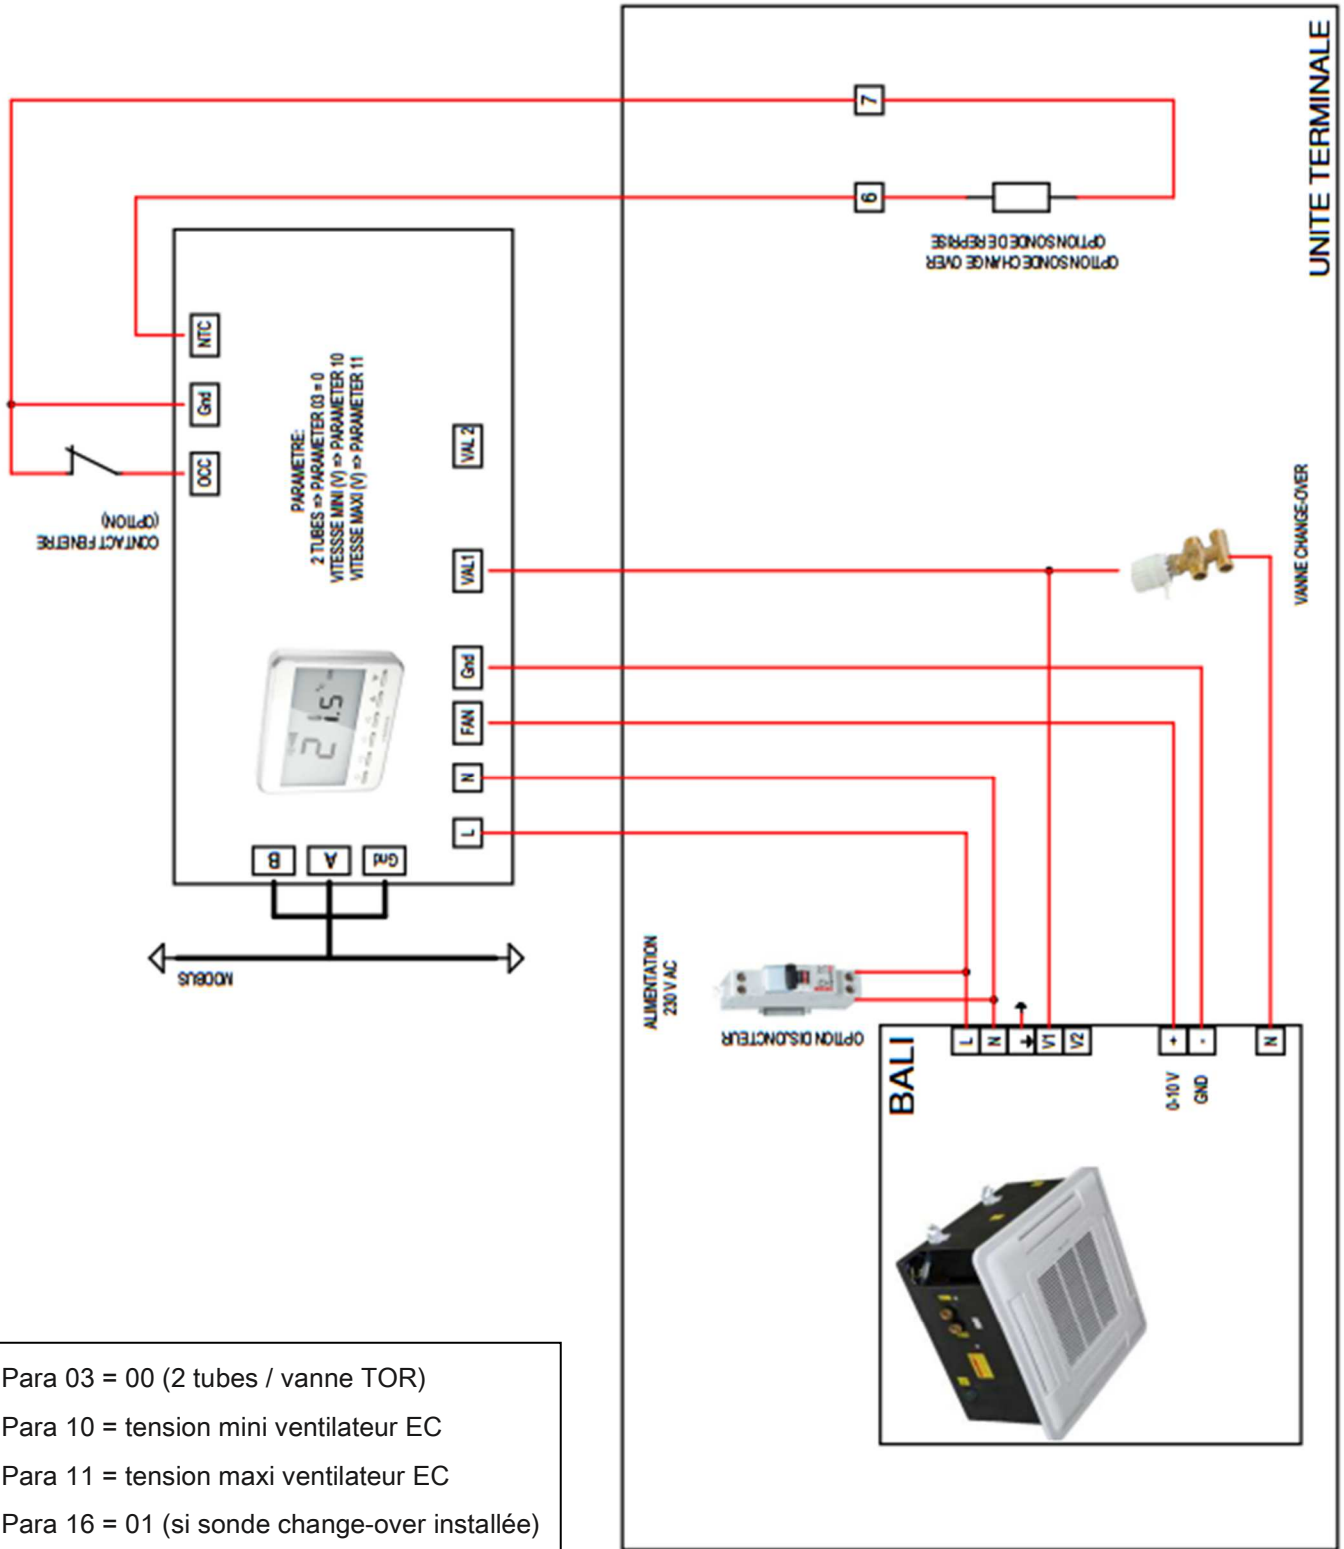 UNITE TERMINALE
7
6
OPTION SONDE CHANGE OVER
OPTION SONDE DE REPRISE
NTC
Gnd
OCC
CONTACT FENETRE
(OPTION)
PARAMETRE:
2 TUBES => PARAMETER 03 = 0
VITESSSE MINI (V) => PARAMETER 10
VITESSE MAXI (V) => PARAMETER 11
VAL 2
VAL1
Gnd
FAN
N
L
21.5
B
A
Gnd
MODBUS
VANNE CHANGE-OVER
ALIMENTATION
230 V AC
OPTION DISJONCTEUR
BALI
L
N
V1
V2
+
-
N
0-10 V
GND
Para 03 = 00 (2 tubes / vanne TOR)
Para 10 = tension mini ventilateur EC
Para 11 = tension maxi ventilateur EC
Para 16 = 01 (si sonde change-over installée)